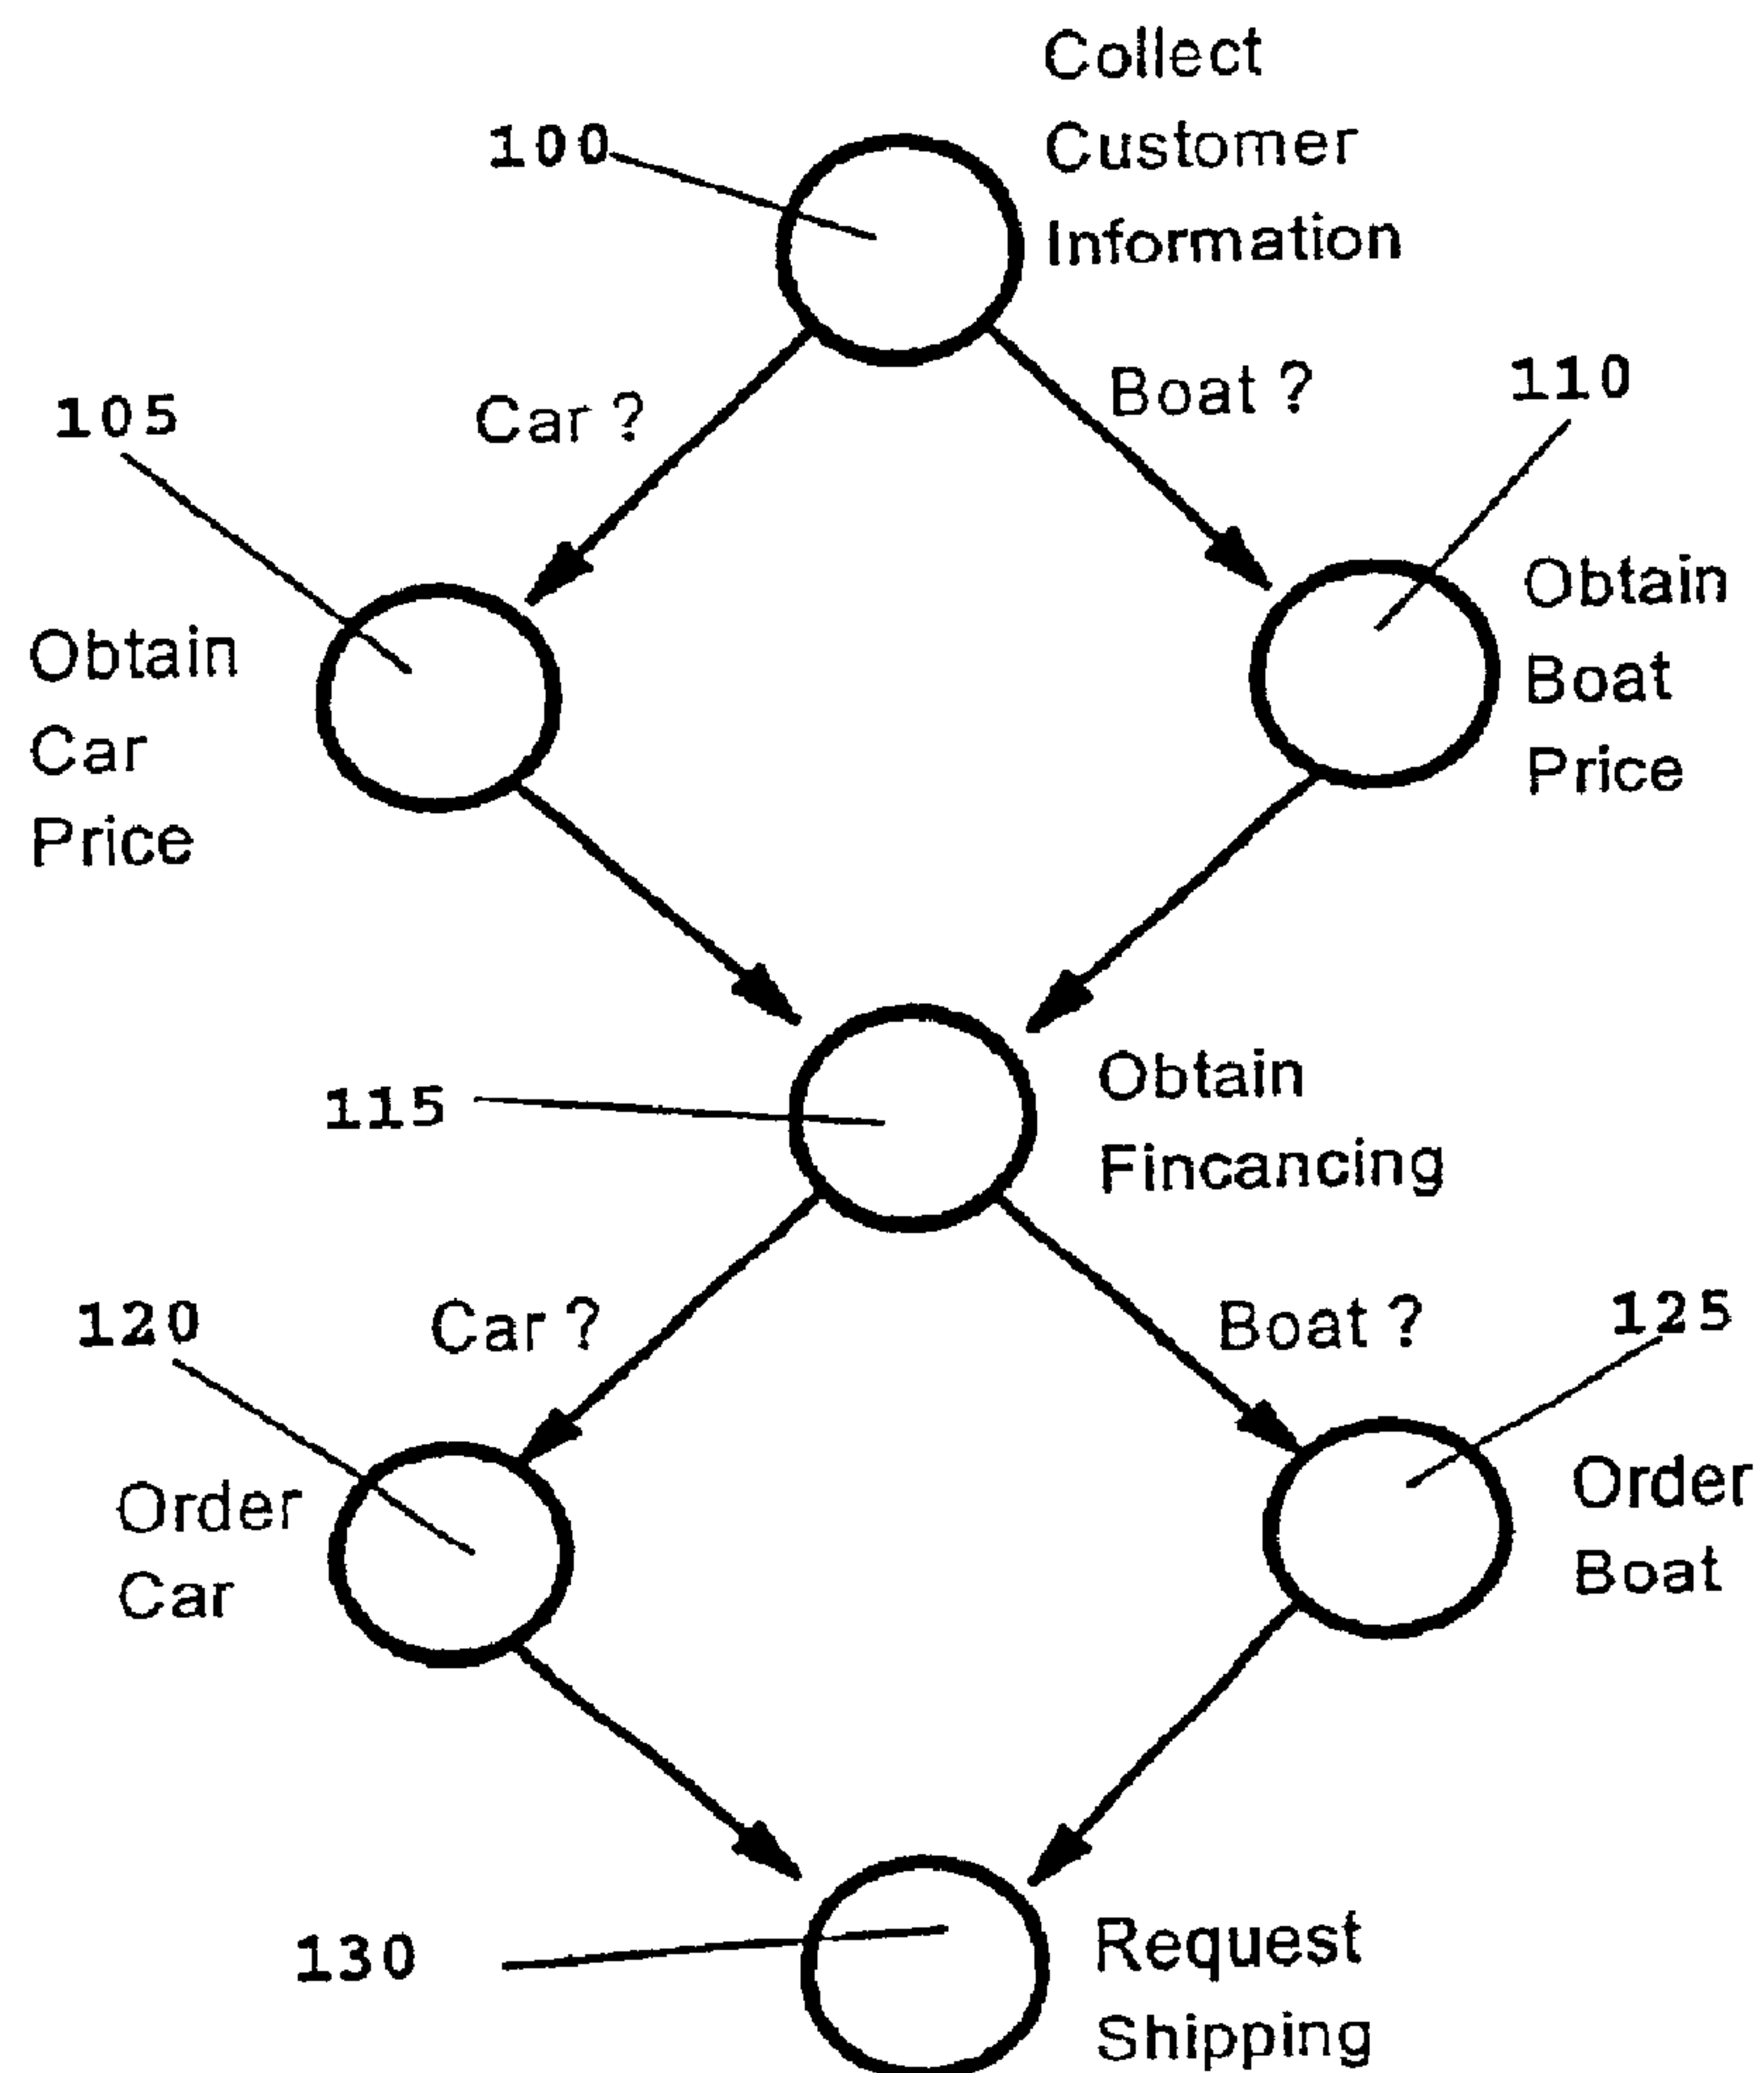 Collect
Customer
Information
100
Car ?
Boat ?
110
105
Obtain
Car
Price
Obtain
Boat
Price
115
Obtain
Fincancing
120
Car ?
Boat ?
125
Order
Car
Order
Boat
130
Request
Shipping